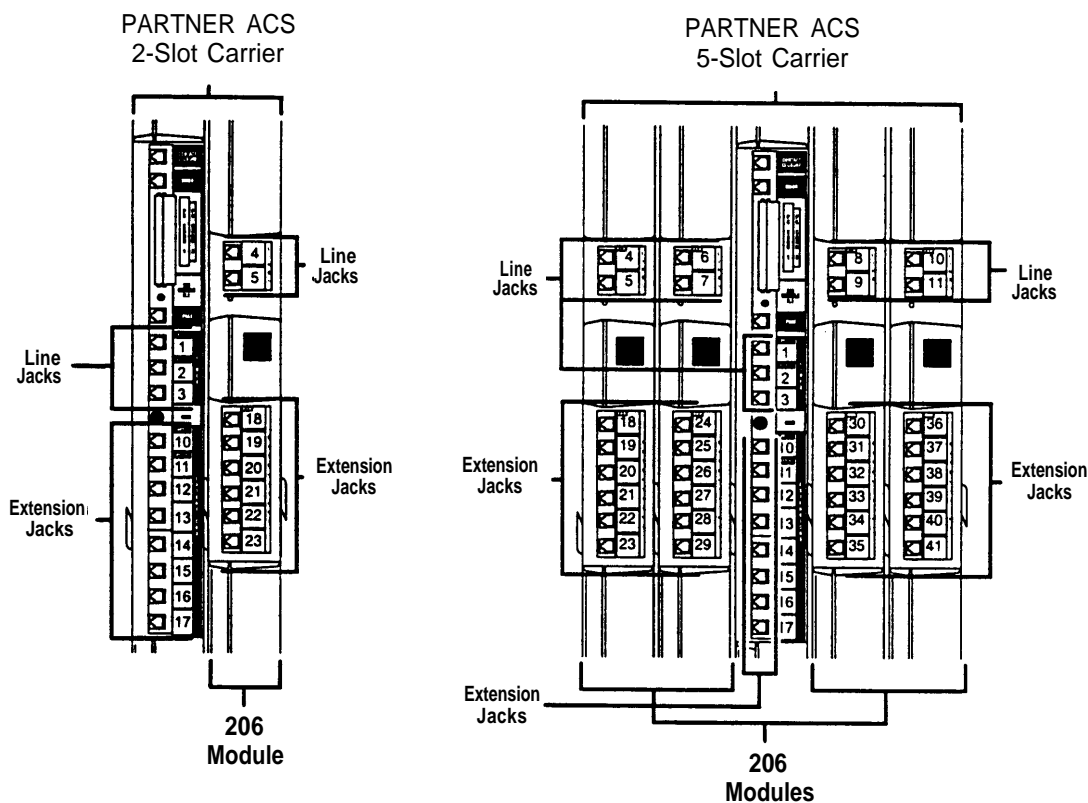 PARTNER ACS
2-Slot Carrier
4
5
Line
Jacks
Line
Jacks
1
2
3
10
11
12
13
14
15
16
17
Extension
Jacks
18
19
20
21
22
23
Extension
Jacks
206
Module
PARTNER ACS
5-Slot Carrier
Line
Jacks
4
5
6
7
8
9
10
11
Line
Jacks
1
2
3
Extension
Jacks
18
19
20
21
22
23
24
25
26
27
28
29
10
11
12
13
14
15
16
17
30
31
32
33
34
35
36
37
38
39
40
41
Extension
Jacks
Extension
Jacks
206
Modules